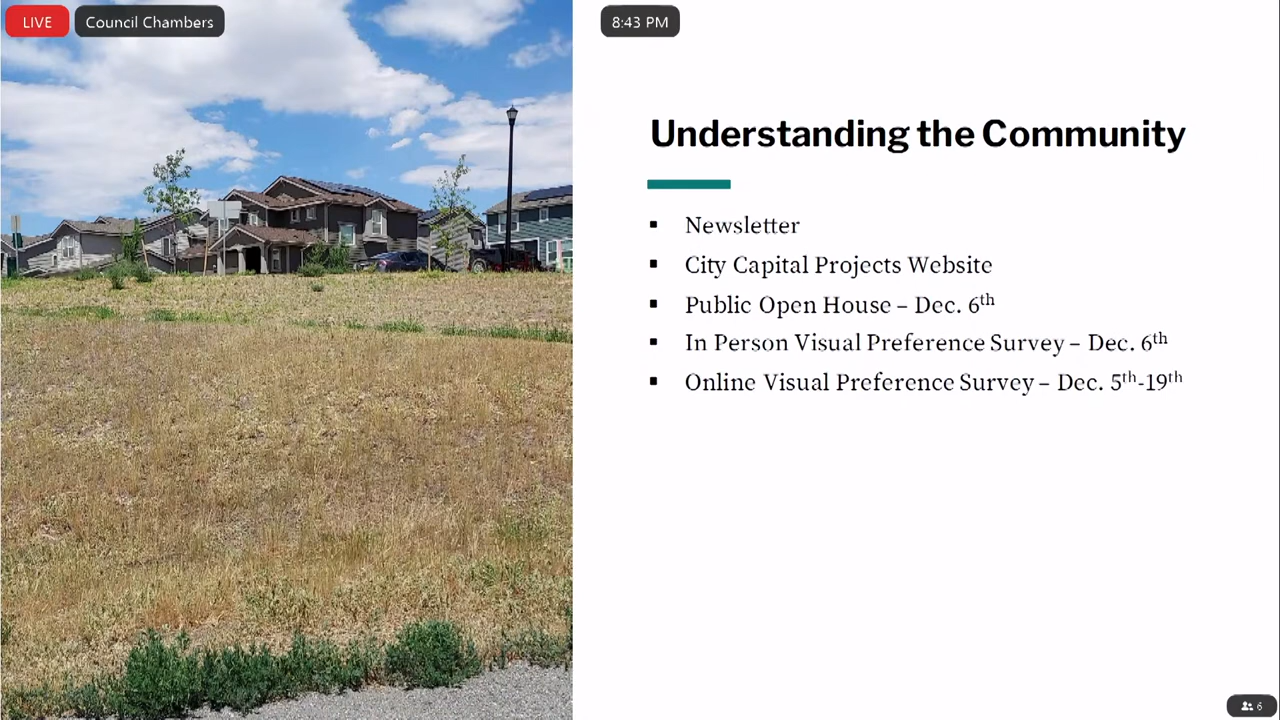 LIVE
Council Chambers
8:43 PM
Understanding the Community
▪ Newsletter
▪ City Capital Projects Website
▪ Public Open House – Dec. 6th
▪ In Person Visual Preference Survey – Dec. 6th
▪ Online Visual Preference Survey – Dec. 5th-19th
6